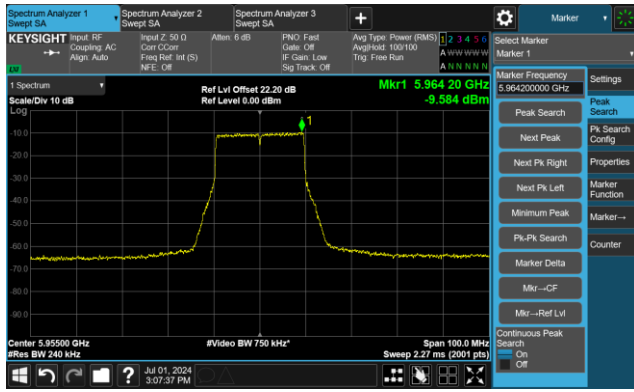 Spectrum Analyzer 1
Swept SA
Spectrum Analyzer 2
Swept SA
Spectrum Analyzer 3
Swept SA
Marker
KEYSIGHT
Input: RF
Coupling: AC
Align: Auto
Input Z: 50 Ω
Corr CCorr
Freq Ref: Int (S)
NFE: Off
Atten: 6 dB
PNO: Fast
Gate: Off
IF Gain: Low
Sig Track: Off
Avg Type: Power (RMS)
Avg|Hold: 100/100
Trig: Free Run
1 2 3 4 5 6
A W W W W W
A N N N N N
Select Marker
Marker 1
1 Spectrum
Scale/Div 10 dB
Log
Ref Lvl Offset 22.20 dB
Ref Level 0.00 dBm
Mkr1 5.964 20 GHz
-9.584 dBm
1
-10.0
-20.0
-30.0
-40.0
-50.0
-60.0
-70.0
-80.0
-90.0
Center 5.95500 GHz
#Res BW 240 kHz
#Video BW 750 kHz*
Span 100.0 MHz
Sweep 2.27 ms (2001 pts)
Marker Frequency
5.964200000 GHz
Peak Search
Next Peak
Next Pk Right
Next Pk Left
Minimum Peak
Pk-Pk Search
Marker Delta
Mkr→CF
Mkr→Ref Lvl
Continuous Peak
Search
On
Off
Settings
Peak
Search
Pk Search
Config
Properties
Marker
Function
Marker→
Counter
?
Jul 01, 2024
3:07:37 PM